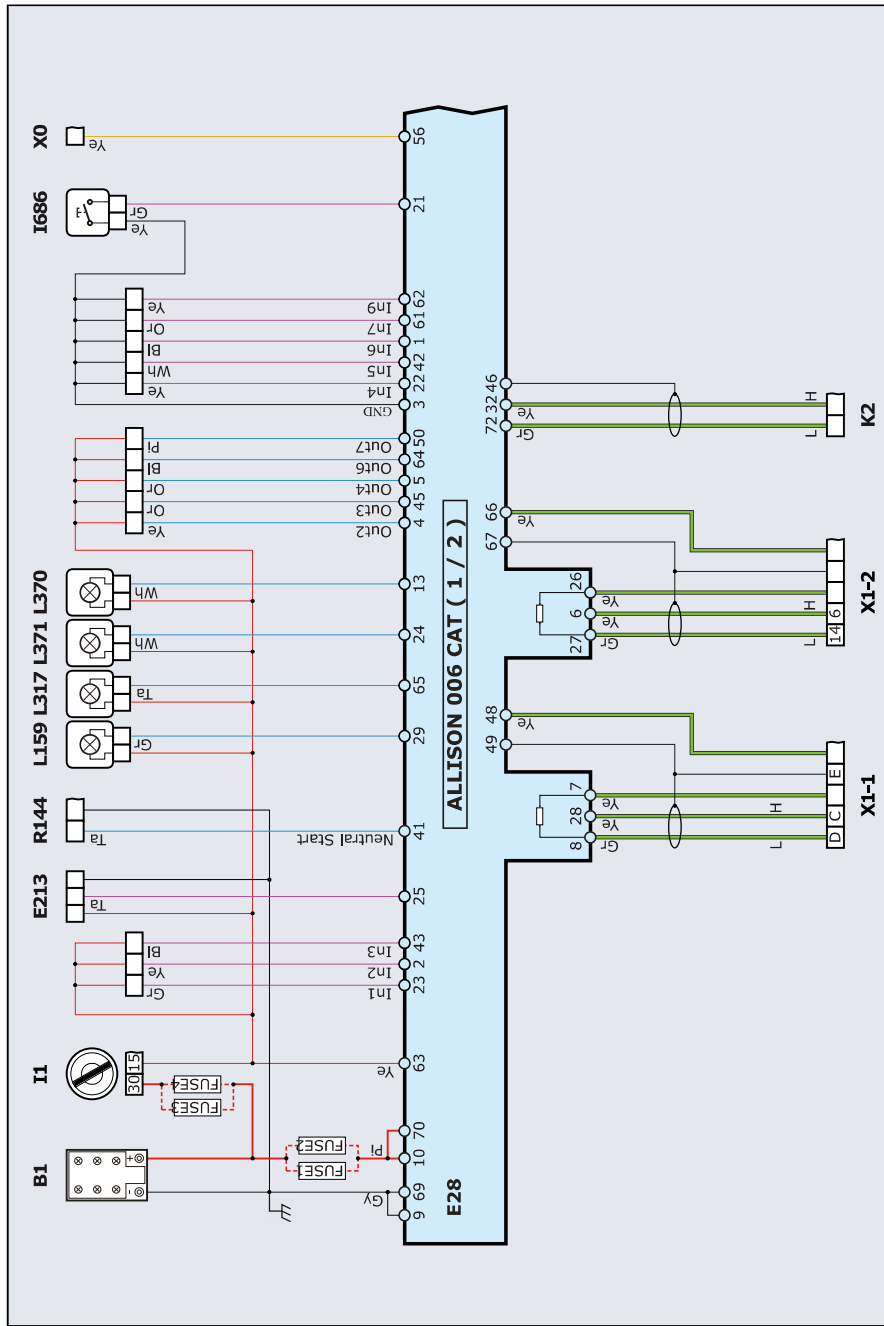 B1
I1
E213
R144
L159
L317
L371
L370
I686
X0
+
-
30
15
FUSE3
FUSE4
FUSE1
FUSE2
Gr
Ye
Bl
Ta
Ta
Gr
Ta
Wh
Wh
Ye
Or
Or
Bl
Pi
Ye
Wh
Bl
Or
Ye
Ye
Gr
Ye
Gy
Pi
Ye
In1
In2
In3
Neutral Start
Out2
Out3
Out4
Out6
Out7
GND
In4
In5
In6
In7
In9
9
69
10
70
63
23
2
43
25
41
29
65
24
13
4
45
5
64
50
3
22
42
1
61
62
21
56
E28
ALLISON 006 CAT ( 1 / 2 )
8
28
7
49
48
27
6
26
67
66
72
32
46
Gr
Ye
Ye
Ye
Gr
Ye
Ye
Ye
Gr
Ye
L
H
L
H
L
H
D
C
E
14
6
X1-1
X1-2
K2